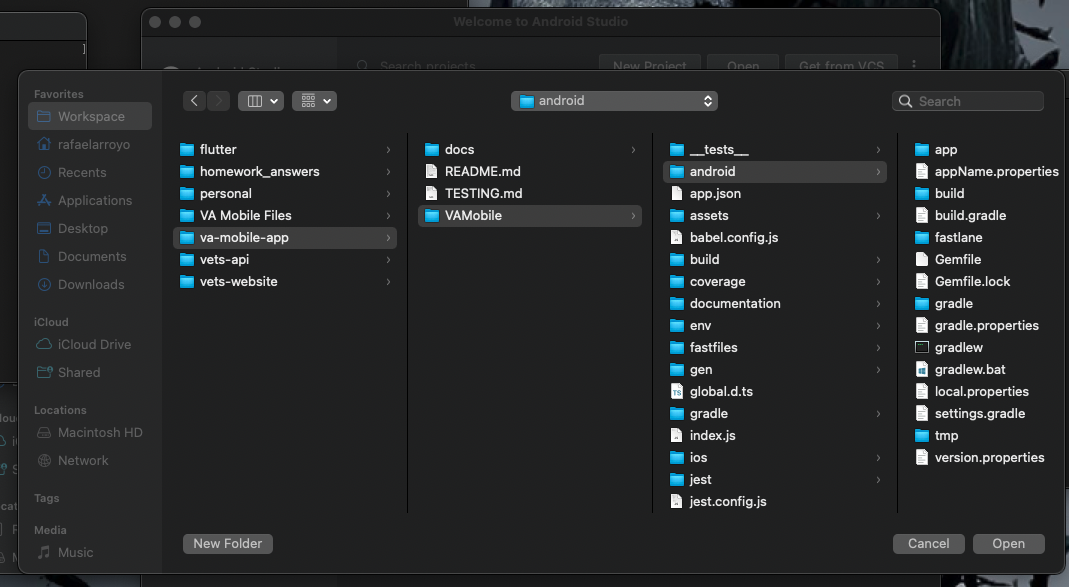 Welcome to Android Studio
]
Android Studio
Search projects
New Project
Open
Get from VCS
Favorites
Workspace
rafaelarroyo
Recents
Applications
Desktop
Documents
Downloads
iCloud
iCloud Drive
Shared
Locations
Macintosh HD
Network
Tags
Media
Music
android
Search
flutter
homework_answers
personal
VA Mobile Files
va-mobile-app
vets-api
vets-website
docs
README.md
TESTING.md
VAMobile
__tests__
android
app.json
assets
babel.config.js
build
coverage
documentation
env
fastfiles
gen
global.d.ts
gradle
index.js
ios
jest
jest.config.js
app
appName.properties
build
build.gradle
fastlane
Gemfile
Gemfile.lock
gradle
gradle.properties
gradlew
gradlew.bat
local.properties
settings.gradle
tmp
version.properties
New Folder
Cancel
Open